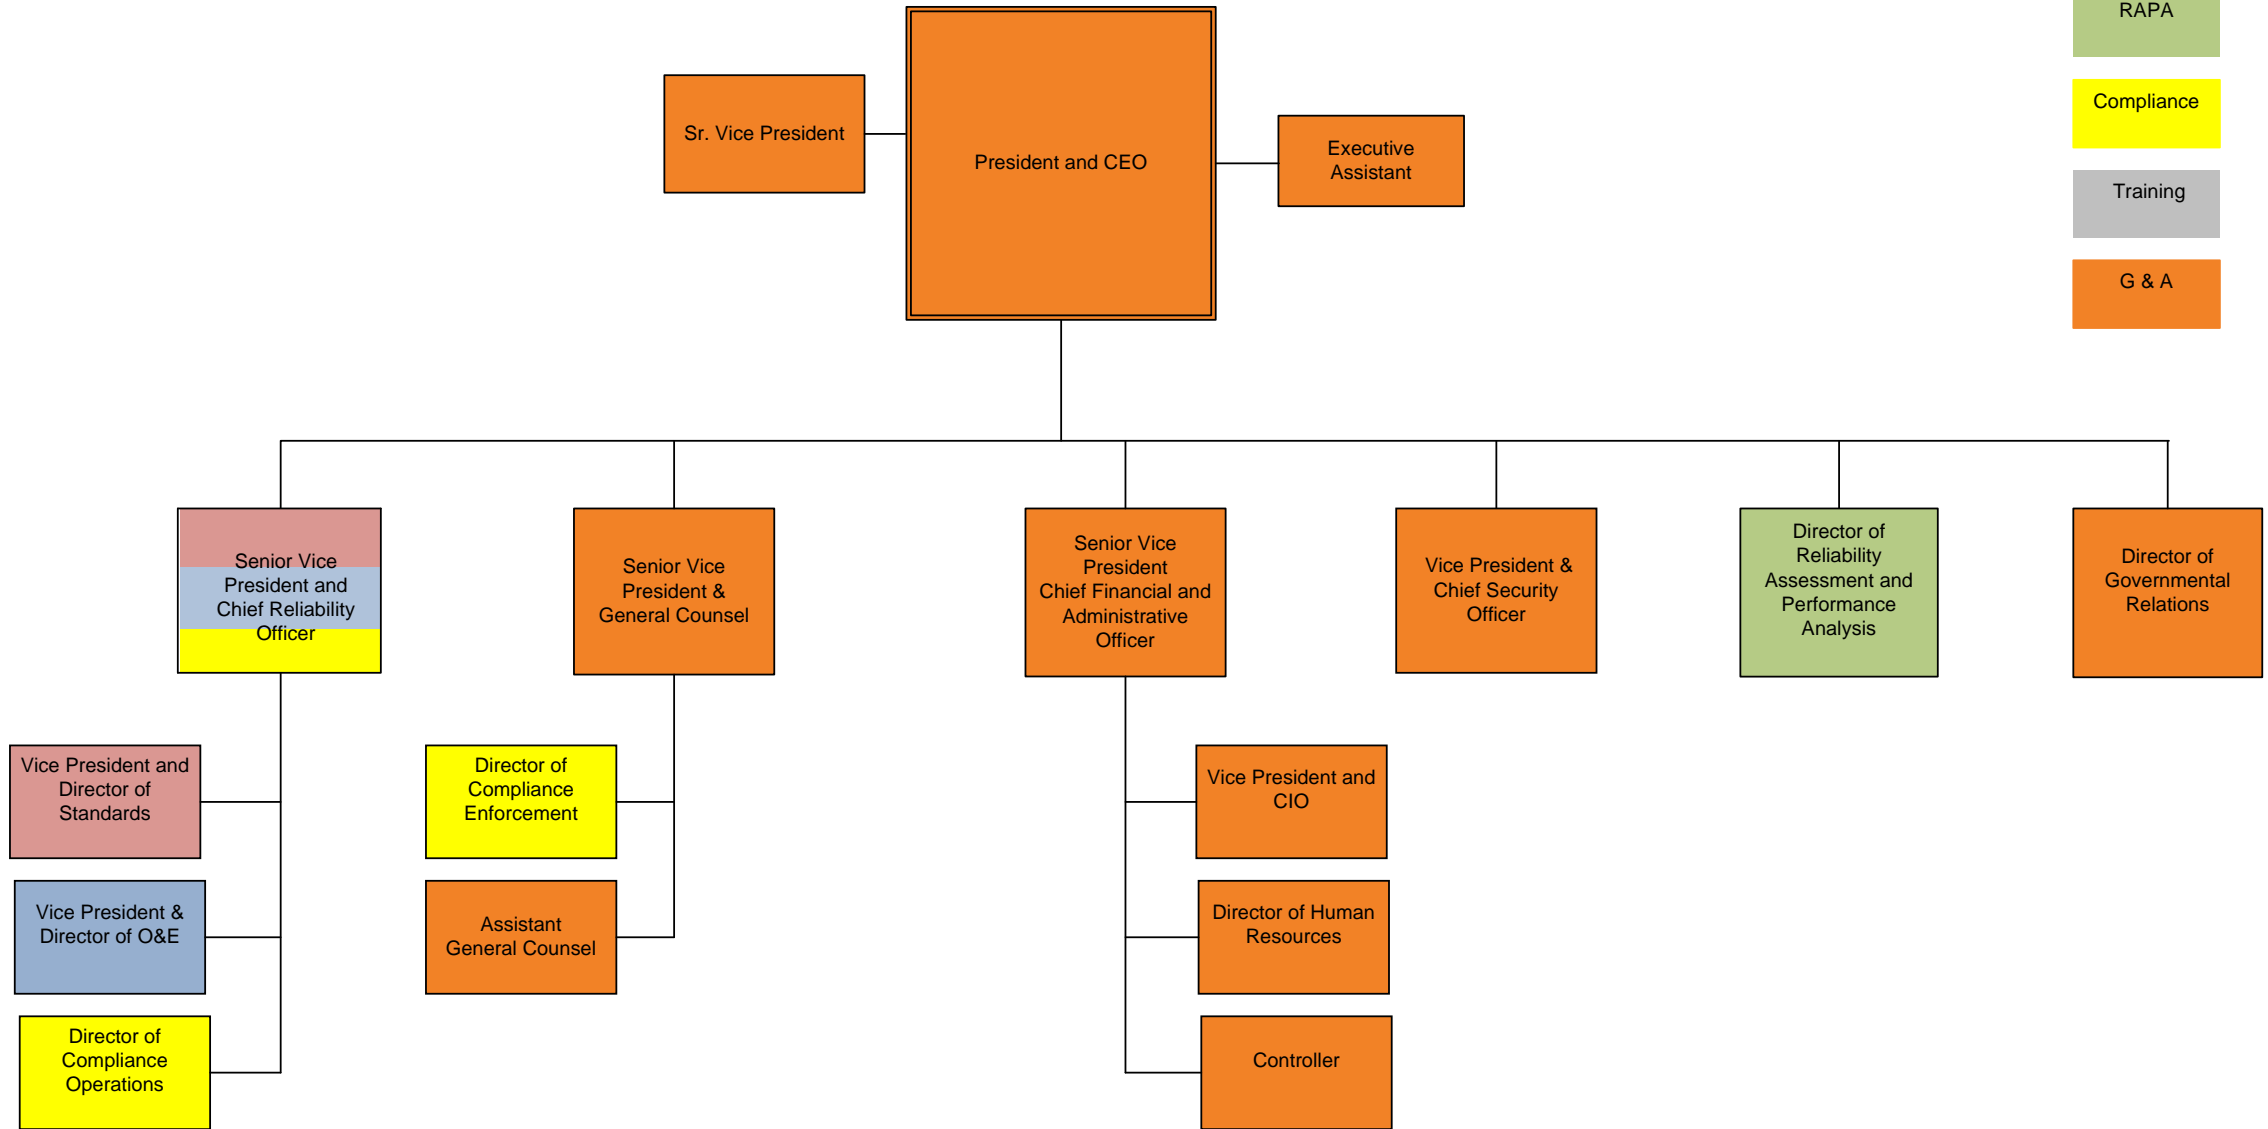 RAPA
Compliance
Training
G & A
Sr. Vice President
President and CEO
Executive
Assistant
Senior Vice
President and
Chief Reliability
Officer
Senior Vice
President &
General Counsel
Senior Vice
President
Chief Financial and
Administrative
Officer
Vice President &
Chief Security
Officer
Director of
Reliability
Assessment and
Performance
Analysis
Director of
Governmental
Relations
Vice President and
Director of
Standards
Director of
Compliance
Enforcement
Vice President and
CIO
Vice President &
Director of O&E
Assistant
General Counsel
Director of Human
Resources
Director of
Compliance
Operations
Controller